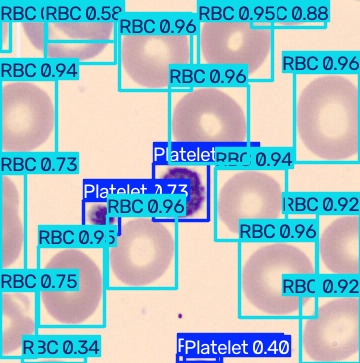 RBC
RBC 0.58
RBC 0.95
C 0.88
RBC 0.96
RBC 0.94
RBC 0.96
RBC 0.96
Platelet
RBC 0.94
RBC 0.73
Platelet 0.73
RBC 0.96
RBC 0.92
RBC 0.95
RBC 0.96
RBC 0.75
RBC 0.92
RBC 0.34
Platelet 0.40